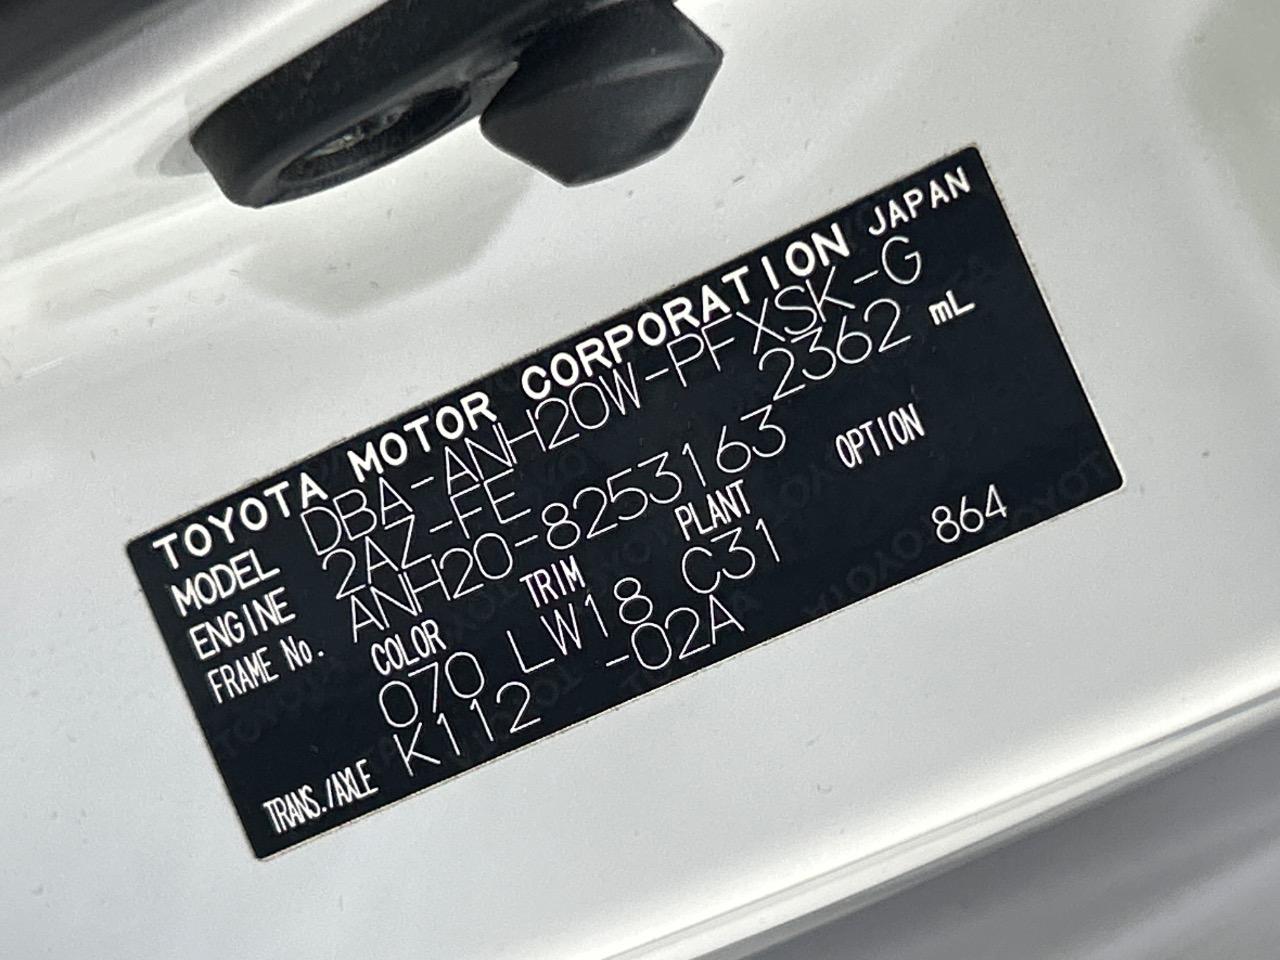 TOYOTA MOTOR CORPORATION JAPAN
MODEL DBA-ANH20W-PFXSK-G
ENGINE 2AZ-FE 2362 mL
FRAME No. ANH20-8253163
COLOR TRIM PLANT OPTION
070 LW18 C31 864
TRANS./AXLE K112 -02A